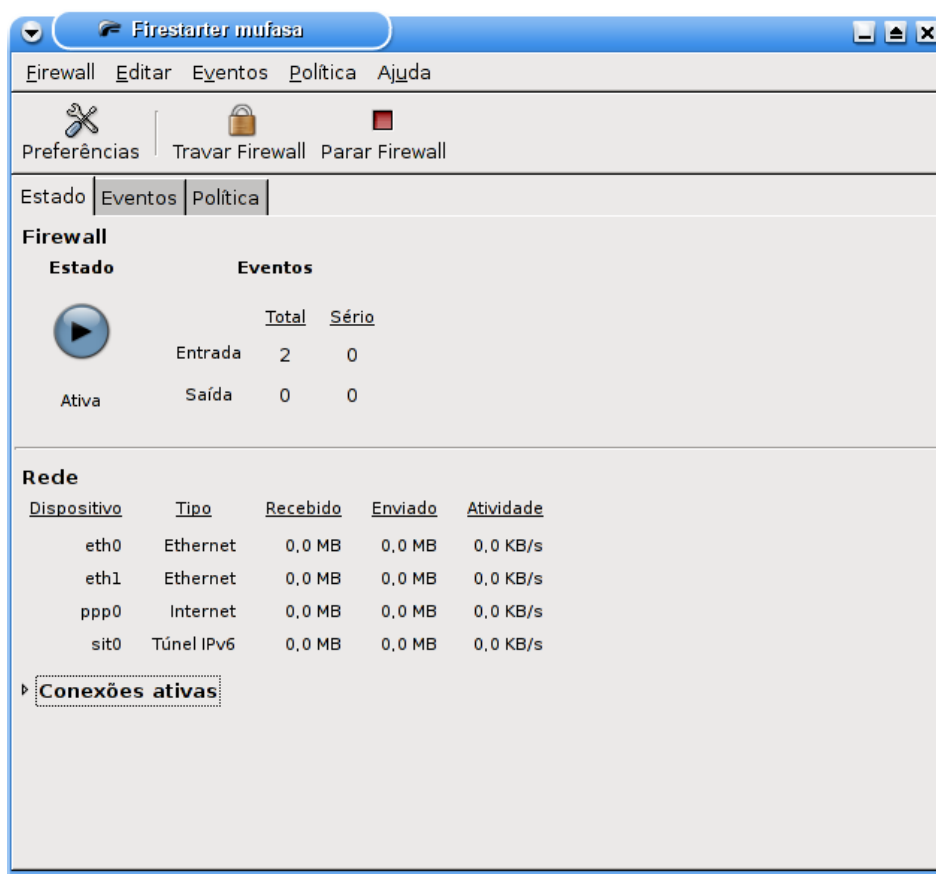 Firestarter mufasa
Firewall Editar Eventos Política Ajuda
Preferências Travar Firewall Parar Firewall
Estado Eventos Política
Firewall
Estado Eventos
Total Sério
Entrada 2 0
Saída 0 0
Ativa
Rede
Dispositivo Tipo Recebido Enviado Atividade
eth0 Ethernet 0,0 MB 0,0 MB 0,0 KB/s
eth1 Ethernet 0,0 MB 0,0 MB 0,0 KB/s
ppp0 Internet 0,0 MB 0,0 MB 0,0 KB/s
sit0 Túnel IPv6 0,0 MB 0,0 MB 0,0 KB/s
Conexões ativas